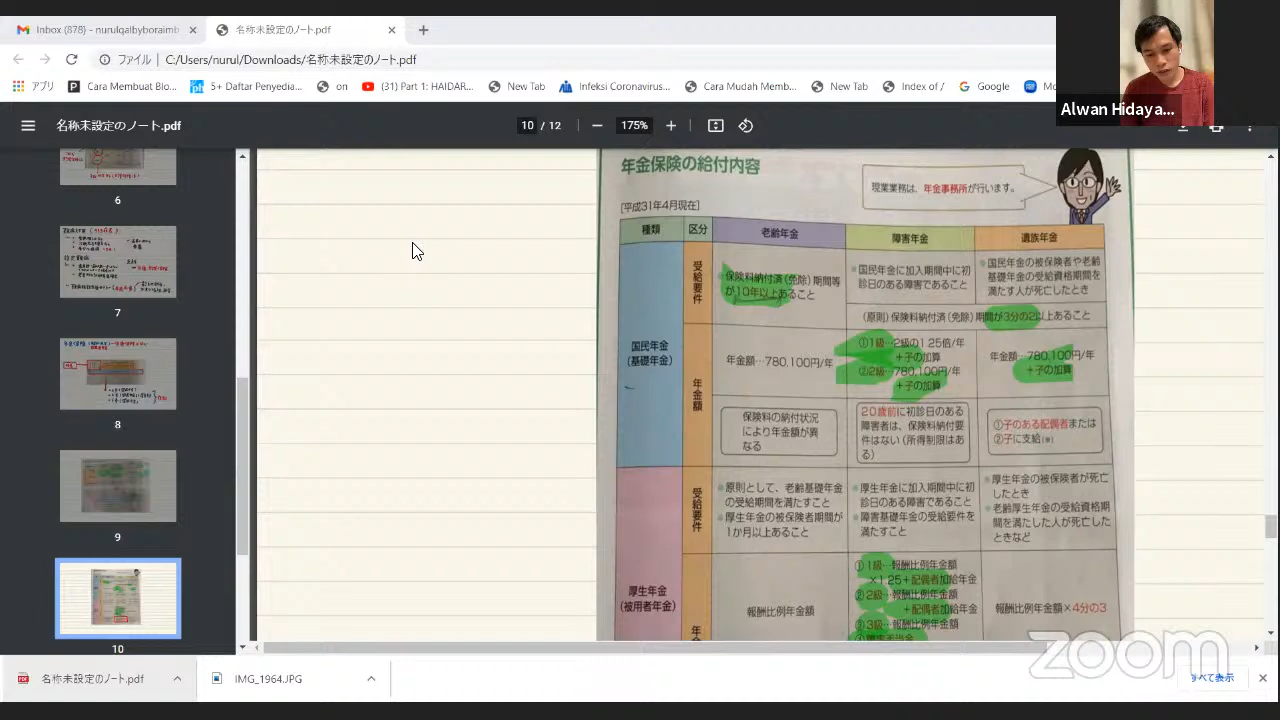 Inbox (878) - nurulqalbyboraimt
名称未設定のノート.pdf
ファイル
C:/Users/nurul/Downloads/名称未設定のノート.pdf
アプリ
Cara Membuat Blo...
5+ Daftar Penyedia...
on
(31) Part 1: HAIDAR...
New Tab
Infeksi Coronavirus...
Cara Mudah Memb...
New Tab
Index of /
Google
Alwan Hidaya...
名称未設定のノート.pdf
10 / 12
175%
6
7
8
9
10
年金保険の給付内容
現業業務は、年金事務所が行います。
[平成31年4月現在]
種類
区分
老齢年金
障害年金
遺族年金
国民年金
(基礎年金)
受給要件
保険料納付済(免除)期間等
が10年以上あること
国民年金に加入期間中に初
診日のある障害であること
国民年金の被保険者や老齢
基礎年金の受給資格期間を
満たす人が死亡したとき
(原則)保険料納付済(免除)期間が3分の2以上あること
年金額
年金額…780,100円/年
①1級…2級の1.25倍/年
+子の加算
②2級…780,100円/年
+子の加算
年金額…780,100円/年
+子の加算
保険料の納付状況
により年金額が異
なる
20歳前に初診日のある
障害者は、保険料納付要
件はない(所得制限はあ
る)
①子のある配偶者または
②子に支給(※)
厚生年金
(被用者年金)
受給要件
原則として、老齢基礎年金
の受給期間を満たすこと
厚生年金の被保険者期間が
1か月以上あること
厚生年金に加入期間中に初
診日のある障害であること
障害基礎年金の受給要件を
満たすこと
厚生年金の被保険者が死亡
したとき
老齢厚生年金の受給資格期
間を満たした人が死亡した
ときなど
年
報酬比例年金額
①1級…報酬比例年金額
×1.25+配偶者加給年金
②2級…報酬比例年金額
+配偶者加給年金
③3級…報酬比例年金額
報酬比例年金額×4分の3
zoom
名称未設定のノート.pdf
IMG_1964.JPG
すべて表示